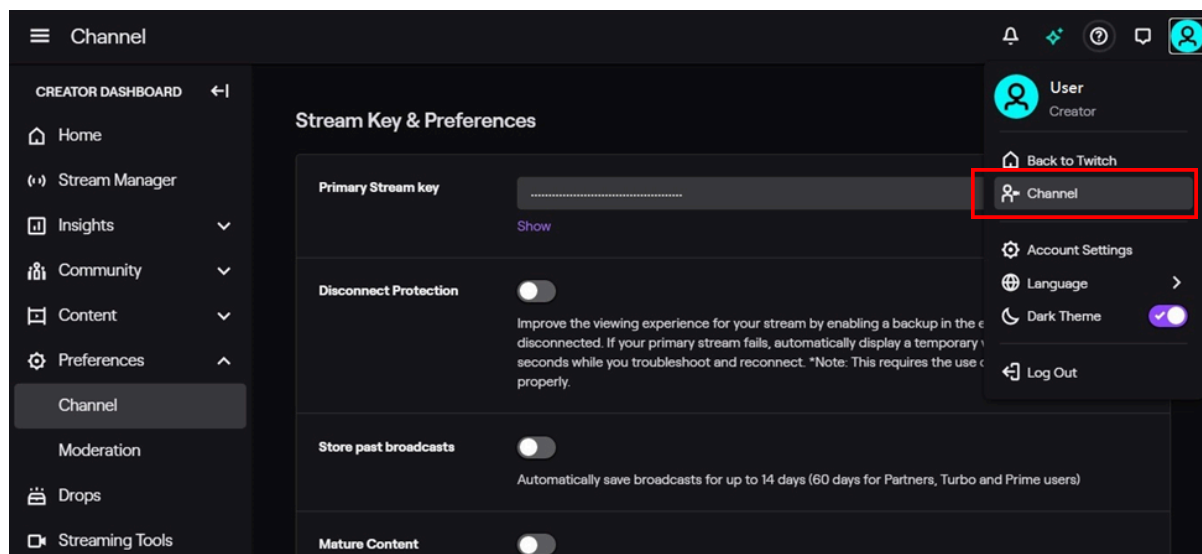 Channel
CREATOR DASHBOARD
Home
Stream Manager
Insights
Community
Content
Preferences
Channel
Moderation
Drops
Streaming Tools
Stream Key & Preferences
Primary Stream key
Show
Disconnect Protection
Improve the viewing experience for your stream by enabling a backup in the
disconnected. If your primary stream fails, automatically display a temporary
seconds while you troubleshoot and reconnect. *Note: This requires the use
properly.
Store past broadcasts
Automatically save broadcasts for up to 14 days (60 days for Partners, Turbo and Prime users)
Mature Content
User
Creator
Back to Twitch
Channel
Account Settings
Language
Dark Theme
Log Out